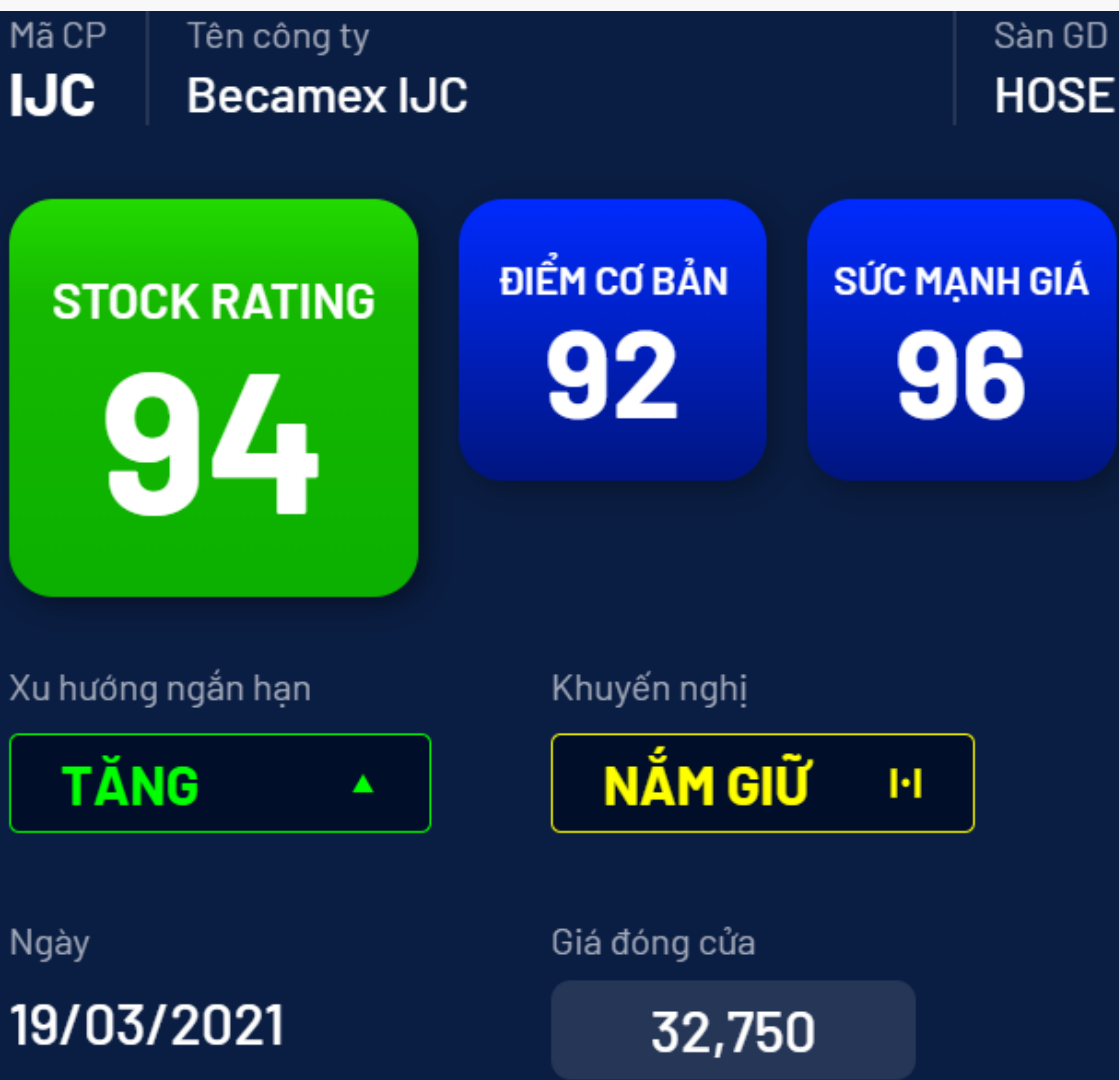 Mã CP
IJC
Tên công ty
Becamex IJC
Sàn GD
HOSE
STOCK RATING
94
ĐIỂM CƠ BẢN
92
SỨC MẠNH GIÁ
96
Xu hướng ngắn hạn
TĂNG
Khuyến nghị
NẮM GIỮ
Ngày
19/03/2021
Giá đóng cửa
32,750